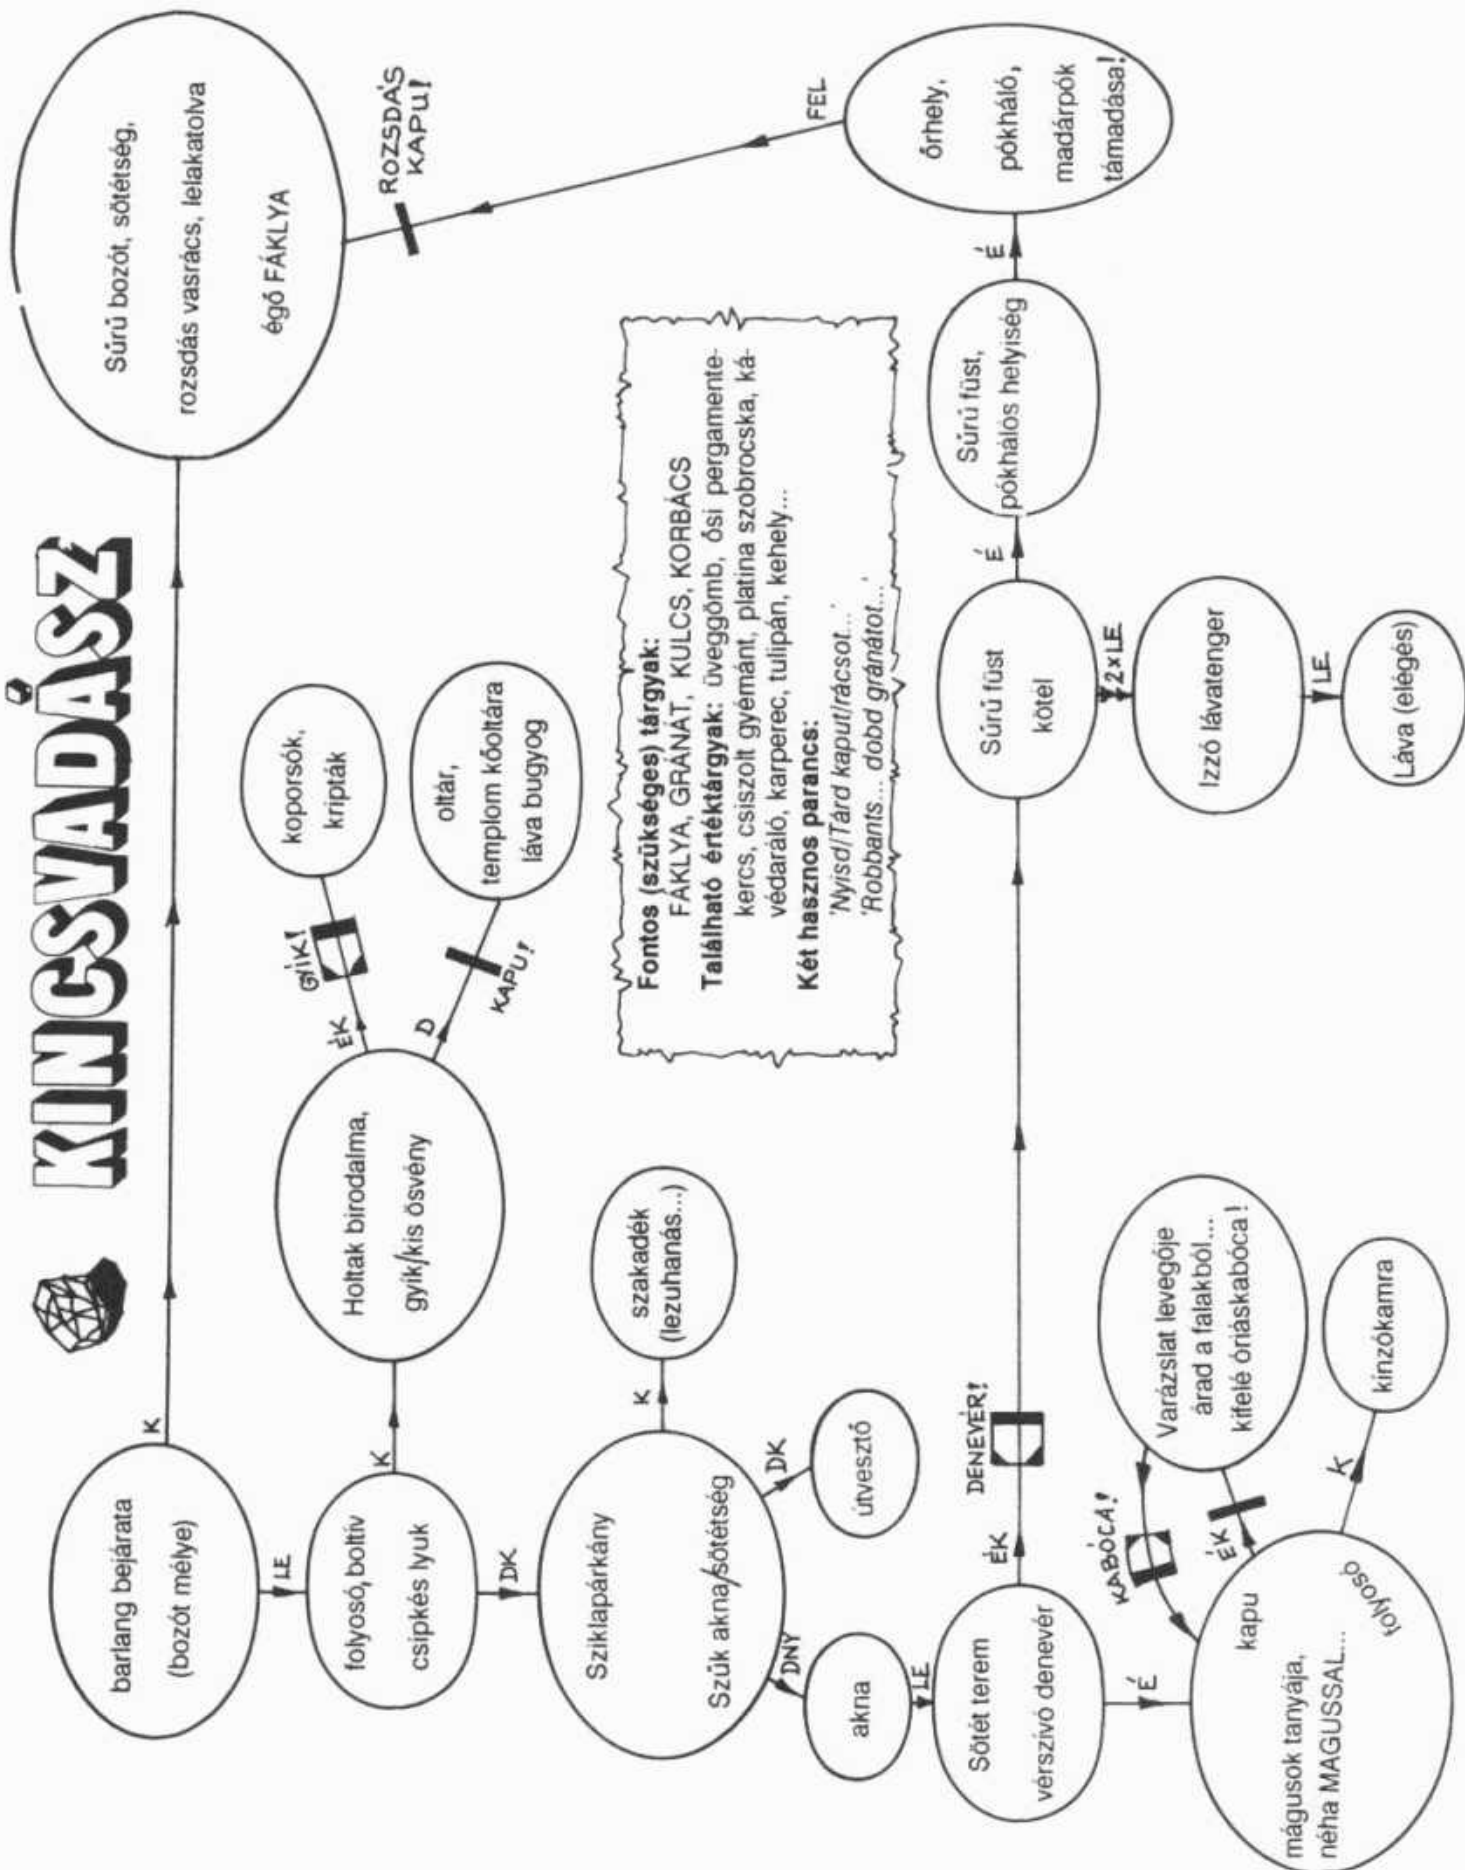 KINCSVADÁSZ
barlang bejárata
(bozót mélye)
K
Sűrű bozót, sötétség,
rozsdás vasrács, lelakatolva
égő FÁKLYA
ROZSDÁS
KAPU!
FEL
LE
folyosó, boltív
csipkés lyuk
K
Holtak birodalma,
gyík/kis ösvény
ÉK
GYÍK!
koporsók,
kripták
D
KAPU!
oltár,
templom kőoltára
láva bugyog
DK
Sziklapárkány
Szűk akna/sötétség
K
szakadék
(lezuhanás...)
DK
útvesztő
DNY
akna
LE
Fontos (szükséges) tárgyak:
FÁKLYA, GRÁNÁT, KULCS, KORBÁCS
Található értéktárgyak: üveggömb, ősi pergamente-
kercs, csiszolt gyémánt, platina szobrocska, ká-
védaráló, karperec, tulipán, kehely...
Két hasznos parancs:
'Nyisd/Tárd kaput/rácsot...'
'Robbants... dobd gránátot...'
Sötét terem
vérszívó denevér
ÉK
DENEVÉR!
Sűrű füst
kötél
É
Sűrű füst,
pókhálós helyiség
É
őrhely,
pókháló,
madárpók
támadása!
2×LE
Izzó lávatenger
LE
Láva (elégés)
É
kapu
mágusok tanyája,
néha MAGUSSAL...
folyosó
ÉK
KABÓCA!
Varázslat levegője
árad a falakból...
kifelé óriáskabóca!
K
kínzókamra